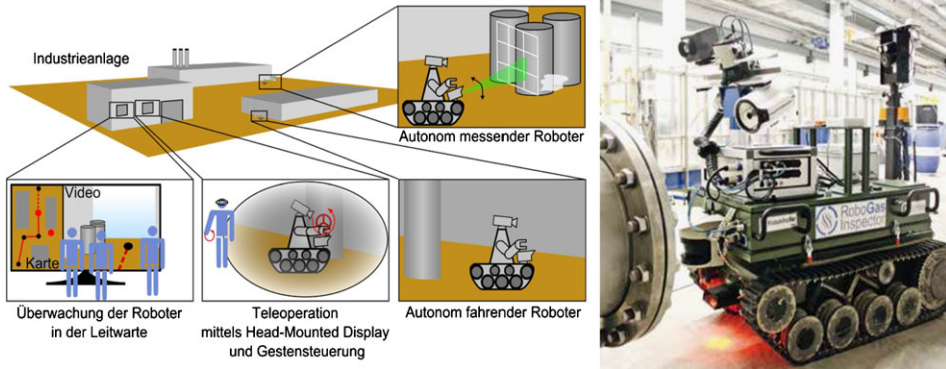 Industrieanlage
Autonom messender Roboter
Video
Karte
Überwachung der Roboter
in der Leitwarte
Teleoperation
mittels Head-Mounted Display
und Gestensteuerung
Autonom fahrender Roboter
RoboGas
Inspector